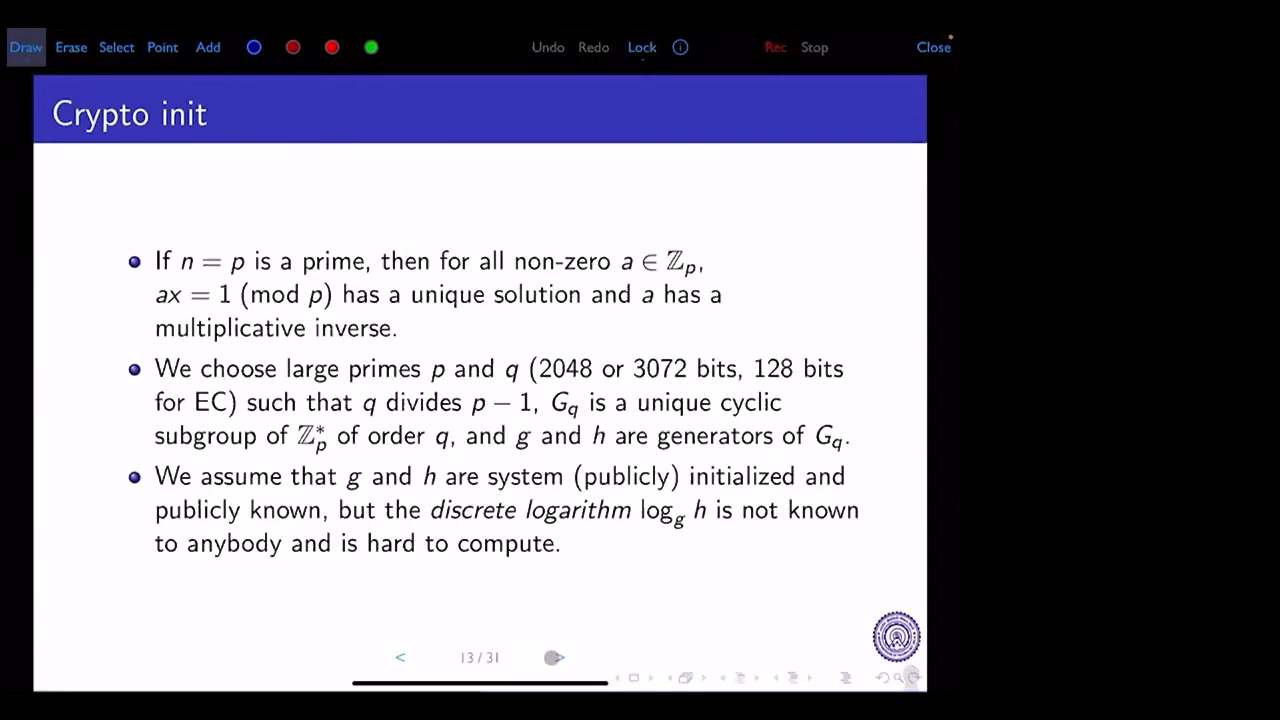 Draw Erase Select Point Add Undo Redo Lock Rec Stop Close
Crypto init
If n = p is a prime, then for all non-zero a ∈ ℤ_p,
ax = 1 (mod p) has a unique solution and a has a
multiplicative inverse.
We choose large primes p and q (2048 or 3072 bits, 128 bits
for EC) such that q divides p − 1, G_q is a unique cyclic
subgroup of ℤ*_p of order q, and g and h are generators of G_q.
We assume that g and h are system (publicly) initialized and
publicly known, but the discrete logarithm log_g h is not known
to anybody and is hard to compute.
< 13 / 31 >